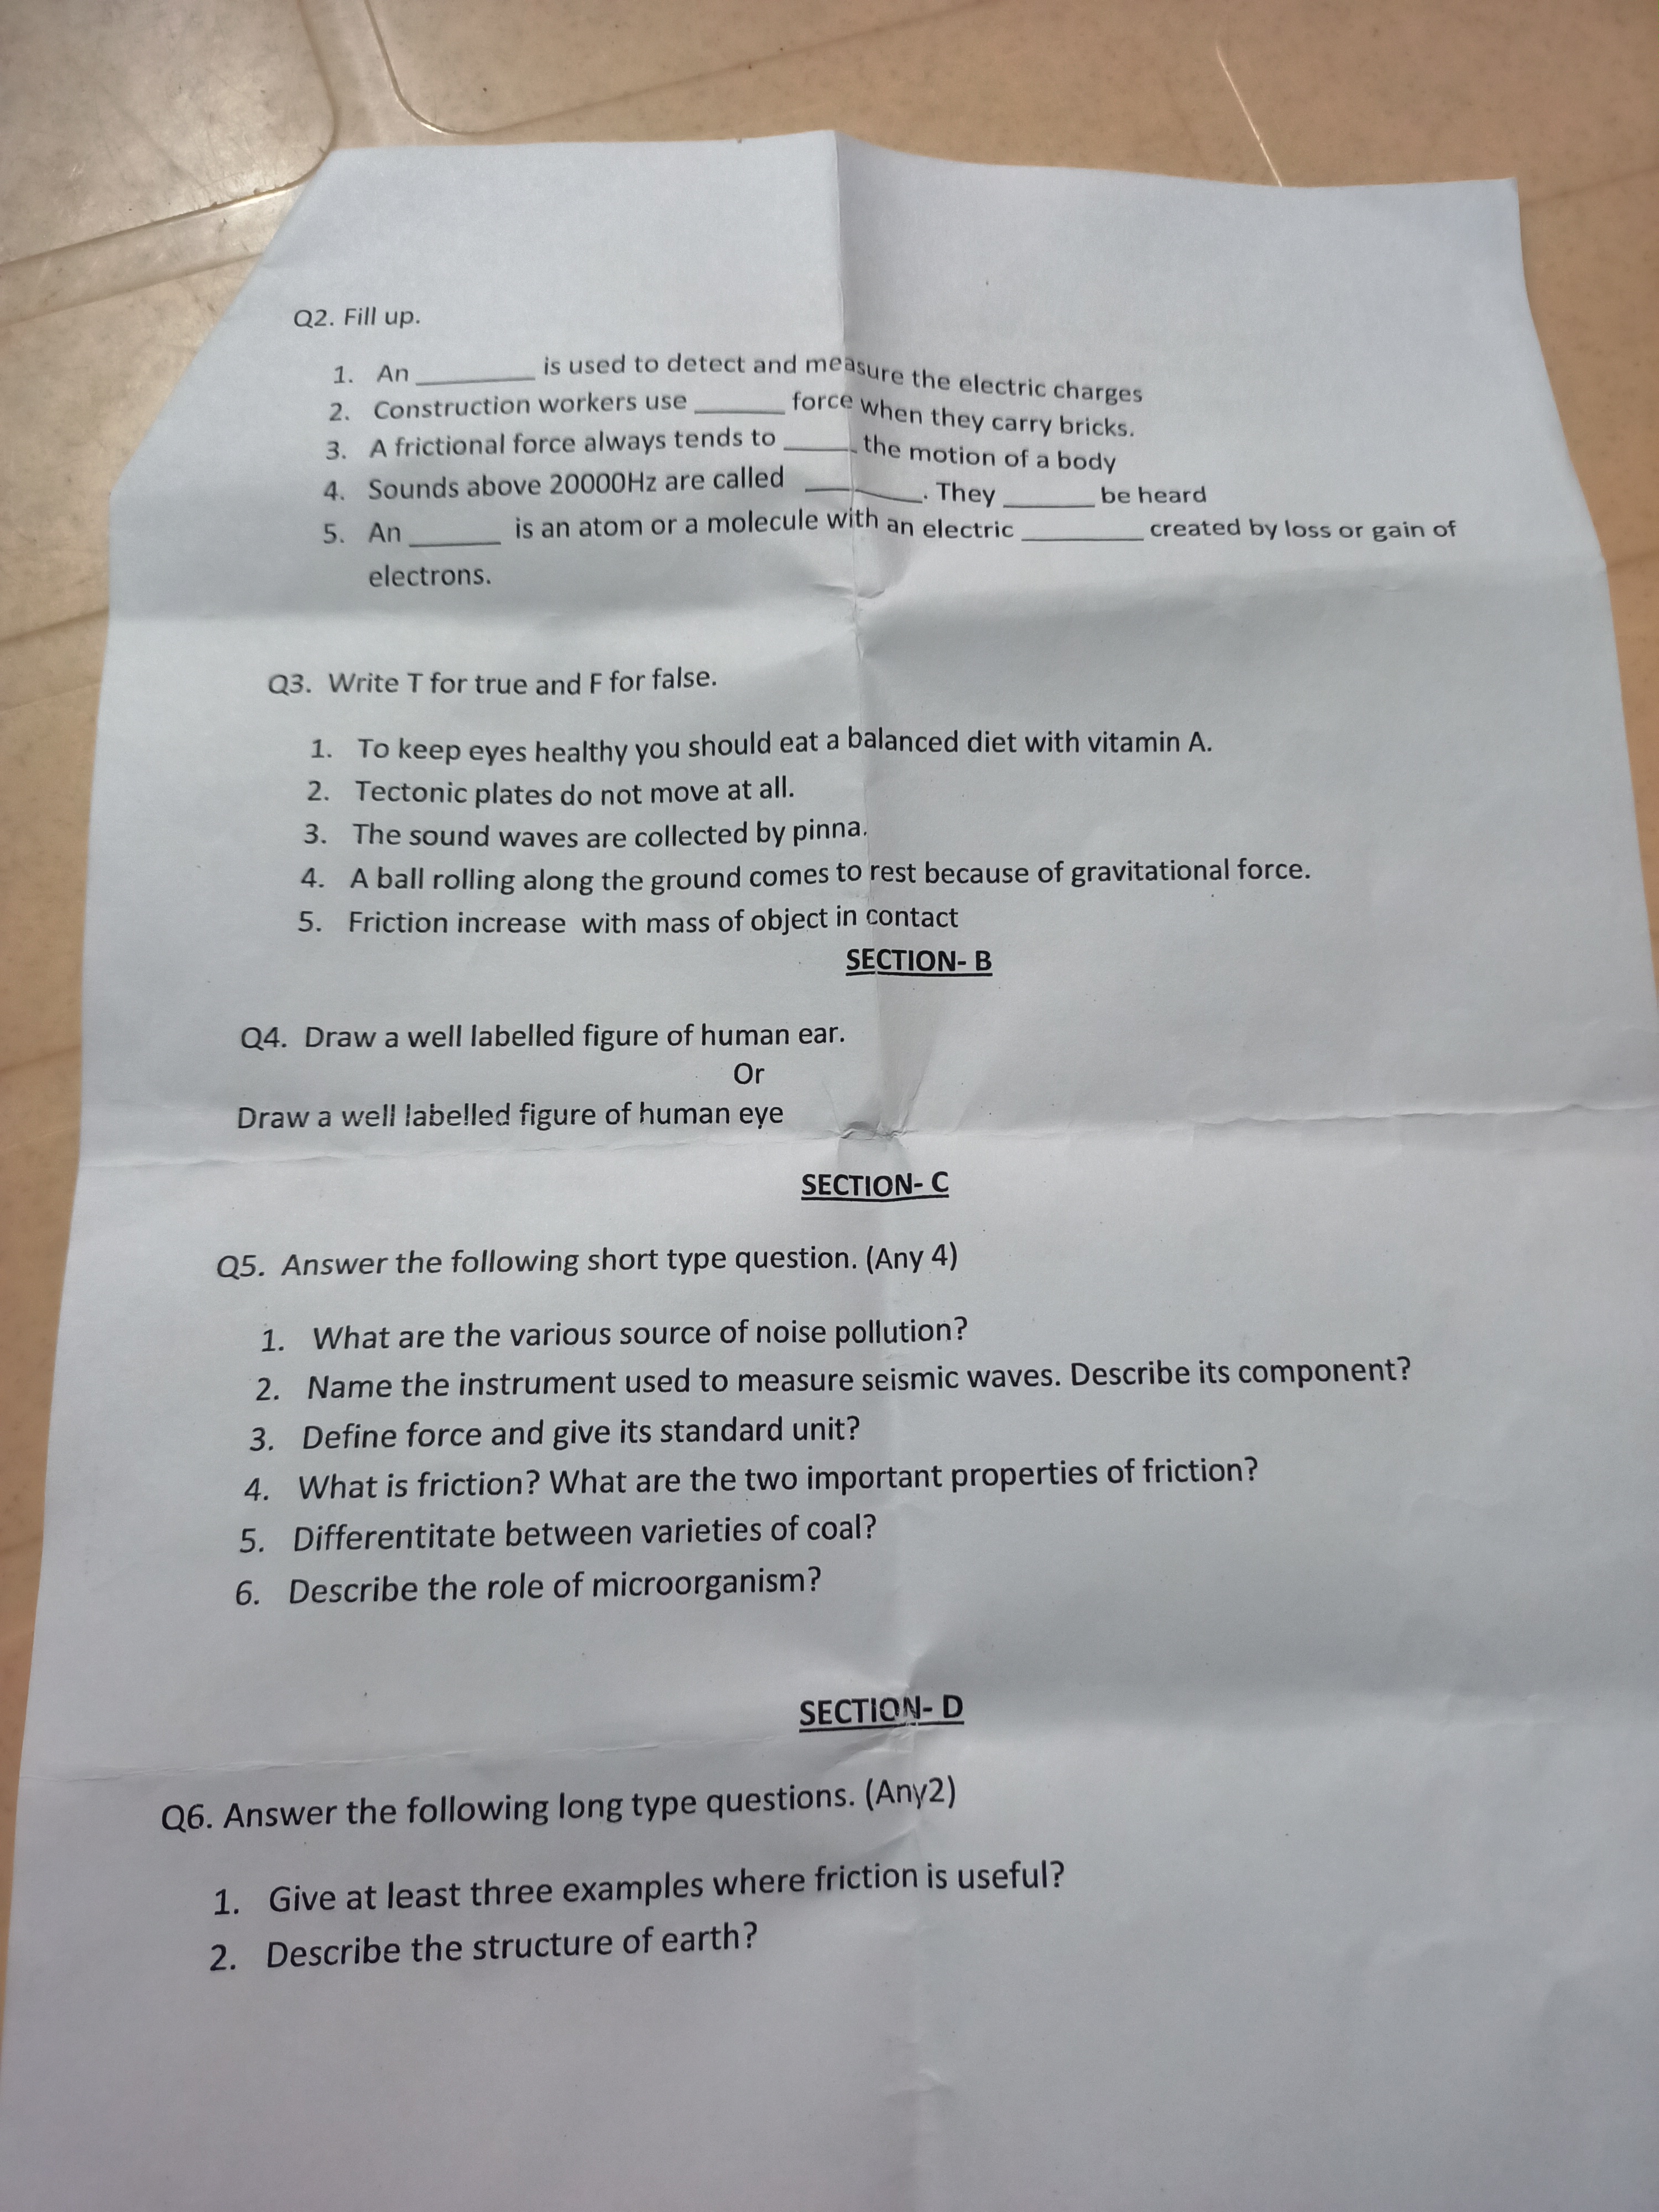 Q2. Fill up.
1. An _______ is used to detect and measure the electric charges
2. Construction workers use ______ force when they carry bricks.
3. A frictional force always tends to _____. the motion of a body
4. Sounds above 20000Hz are called ________. They ______ be heard
5. An ______ is an atom or a molecule with an electric ________ created by loss or gain of
electrons.
Q3. Write T for true and F for false.
1. To keep eyes healthy you should eat a balanced diet with vitamin A.
2. Tectonic plates do not move at all.
3. The sound waves are collected by pinna.
4. A ball rolling along the ground comes to rest because of gravitational force.
5. Friction increase with mass of object in contact
SECTION- B
Q4. Draw a well labelled figure of human ear.
Or
Draw a well labelled figure of human eye
SECTION- C
Q5. Answer the following short type question. (Any 4)
1. What are the various source of noise pollution?
2. Name the instrument used to measure seismic waves. Describe its component?
3. Define force and give its standard unit?
4. What is friction? What are the two important properties of friction?
5. Differentitate between varieties of coal?
6. Describe the role of microorganism?
SECTION- D
Q6. Answer the following long type questions. (Any2)
1. Give at least three examples where friction is useful?
2. Describe the structure of earth?